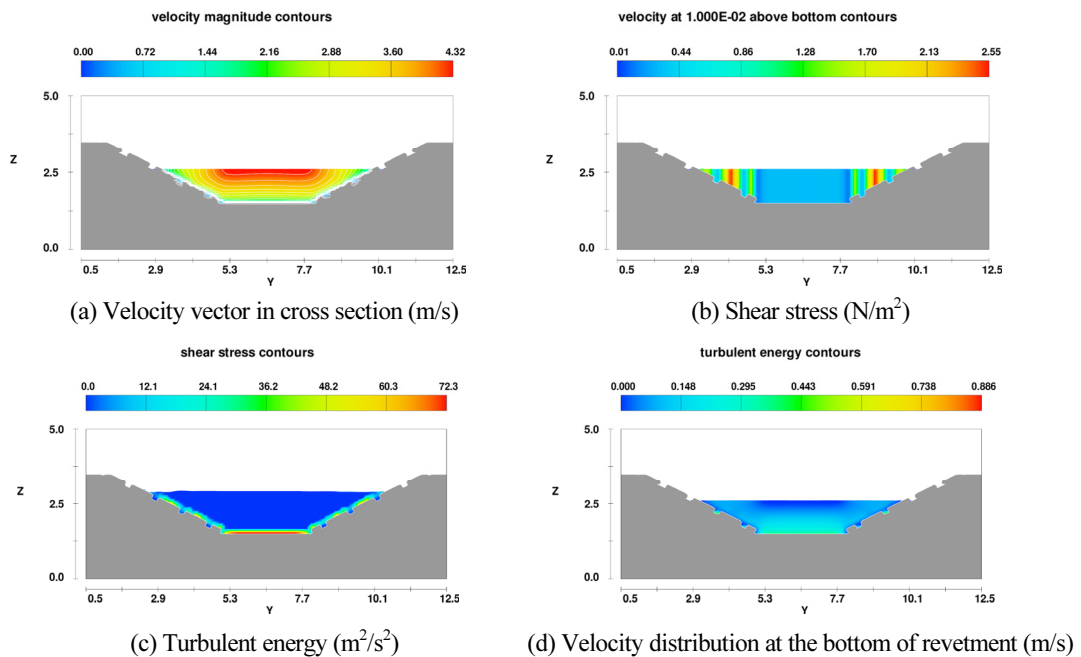 velocity magnitude contours
0.00 0.72 1.44 2.16 2.88 3.60 4.32
5.0
Z
2.5
0.0
0.5 2.9 5.3 7.7 10.1 12.5
Y
(a) Velocity vector in cross section (m/s)
velocity at 1.000E-02 above bottom contours
0.01 0.44 0.86 1.28 1.70 2.13 2.55
5.0
Z
2.5
0.0
0.5 2.9 5.3 7.7 10.1 12.5
Y
(b) Shear stress (N/m²)
shear stress contours
0.0 12.1 24.1 36.2 48.2 60.3 72.3
5.0
Z
2.5
0.0
0.5 2.9 5.3 7.7 10.1 12.5
Y
(c) Turbulent energy (m²/s²)
turbulent energy contours
0.000 0.148 0.295 0.443 0.591 0.738 0.886
5.0
Z
2.5
0.0
0.5 2.9 5.3 7.7 10.1 12.5
Y
(d) Velocity distribution at the bottom of revetment (m/s)